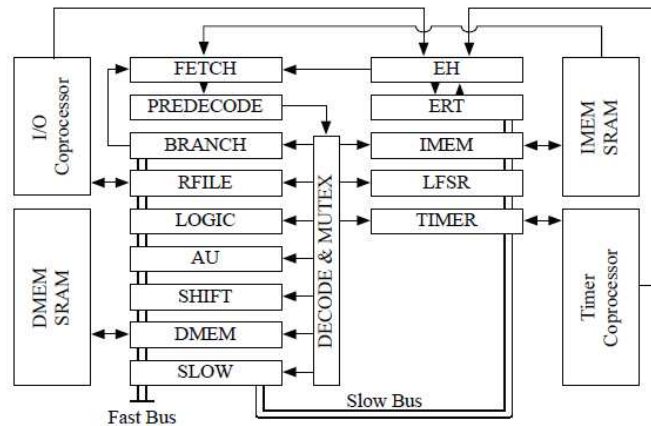 FETCH
EH
PREDECODE
ERT
I/O
Coprocessor
BRANCH
IMEM
IMEM
SRAM
RFILE
LFSR
LOGIC
TIMER
DECODE & MUTEX
AU
DMEM
SRAM
SHIFT
Timer
Coprocessor
DMEM
SLOW
Slow Bus
Fast Bus